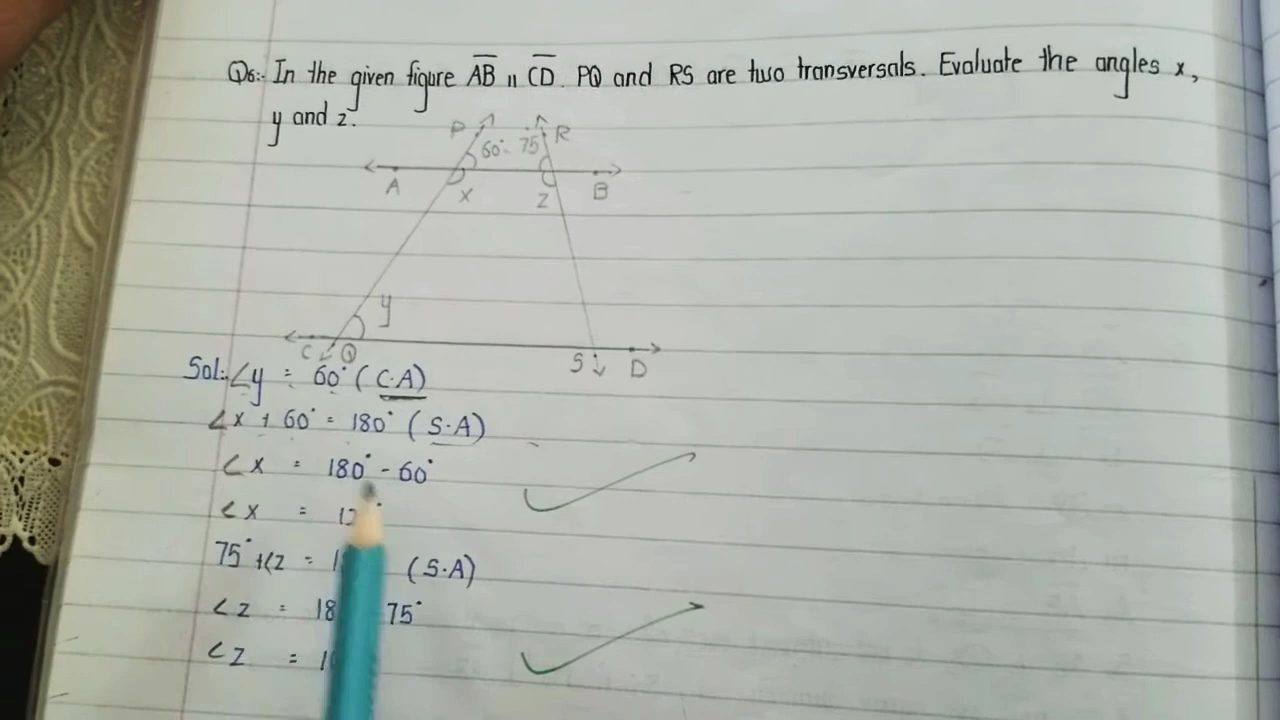 Q6:- In the given figure AB || CD. PQ and RS are two transversals. Evaluate the angles x,
y and z.
P R
60° 75°
A X Z B
y
C Q S D
Sol:- ∠y = 60° (C.A)
∠x + 60° = 180° (S.A)
∠x = 180° - 60°
∠x =
75° + ∠z = (S.A)
∠z = 75°
∠z =